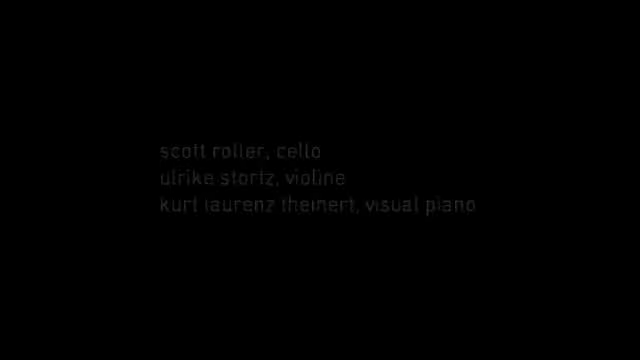 scott roller, cello
ulrike stortz, violine
kurt laurenz theinert, visual piano